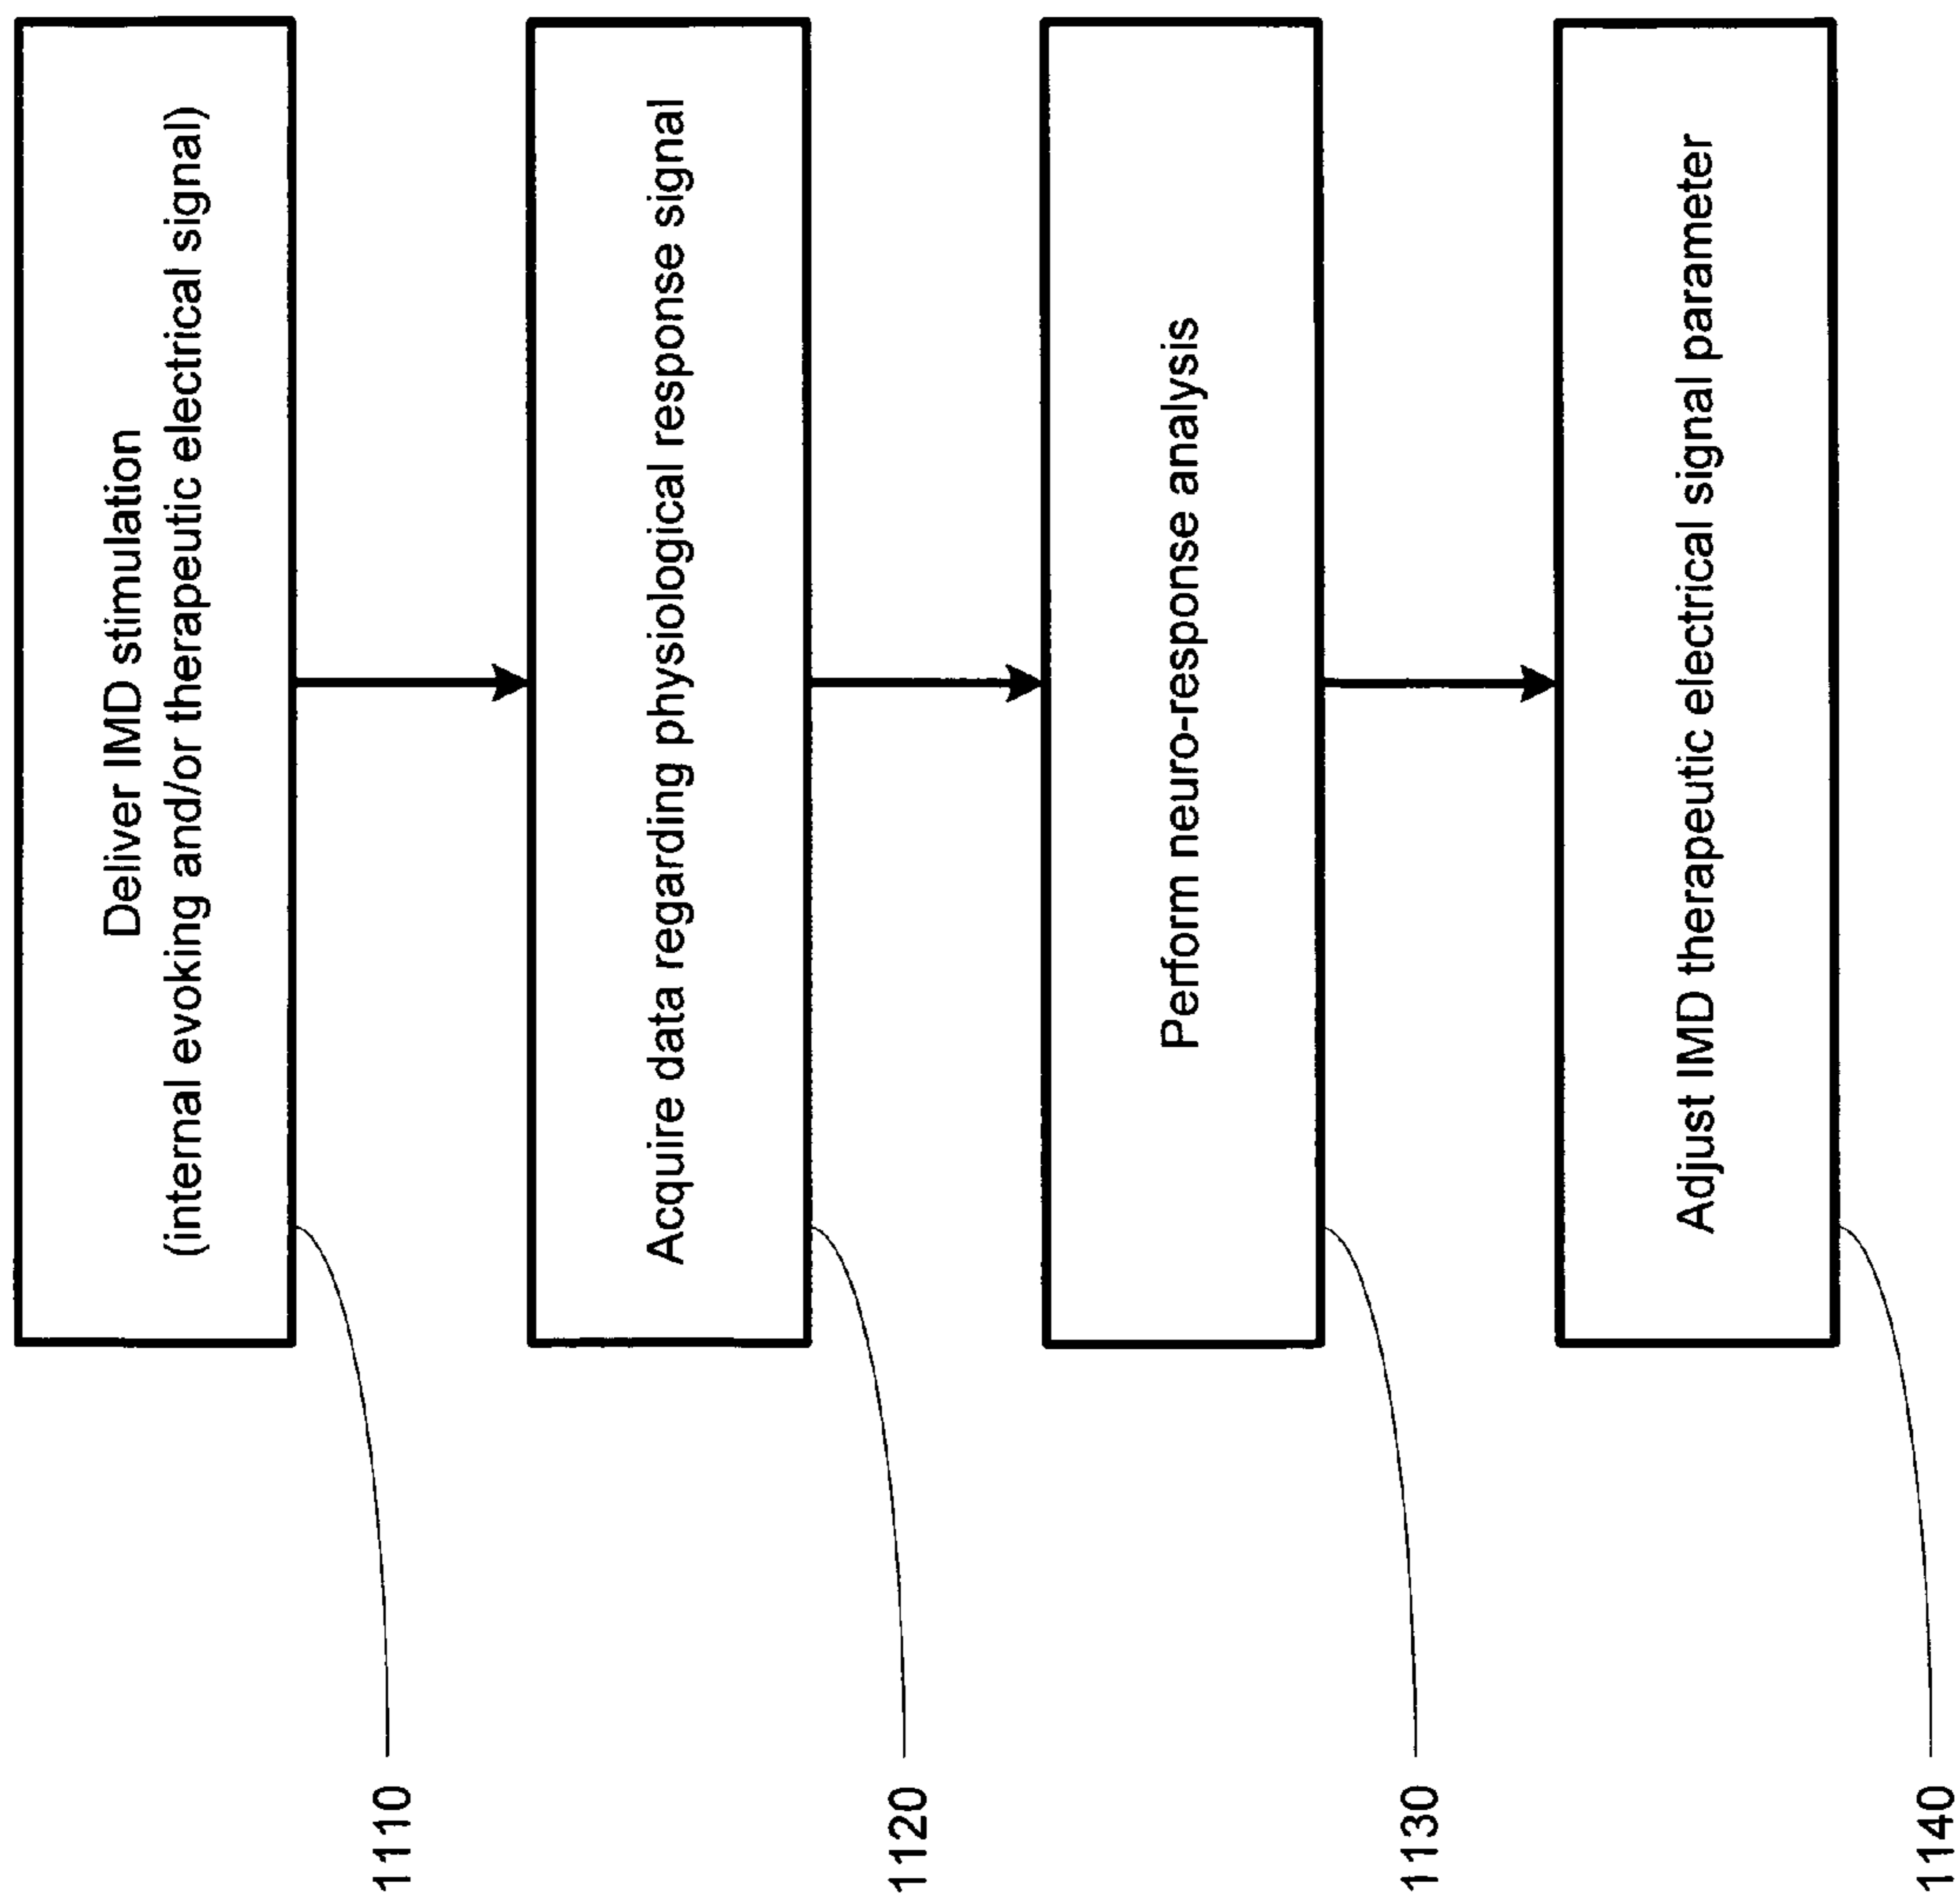 Deliver IMD stimulation
(internal evoking and/or therapeutic electrical signal)
1110
Acquire data regarding physiological response signal
1120
Perform neuro-response analysis
1130
Adjust IMD therapeutic electrical signal parameter
1140